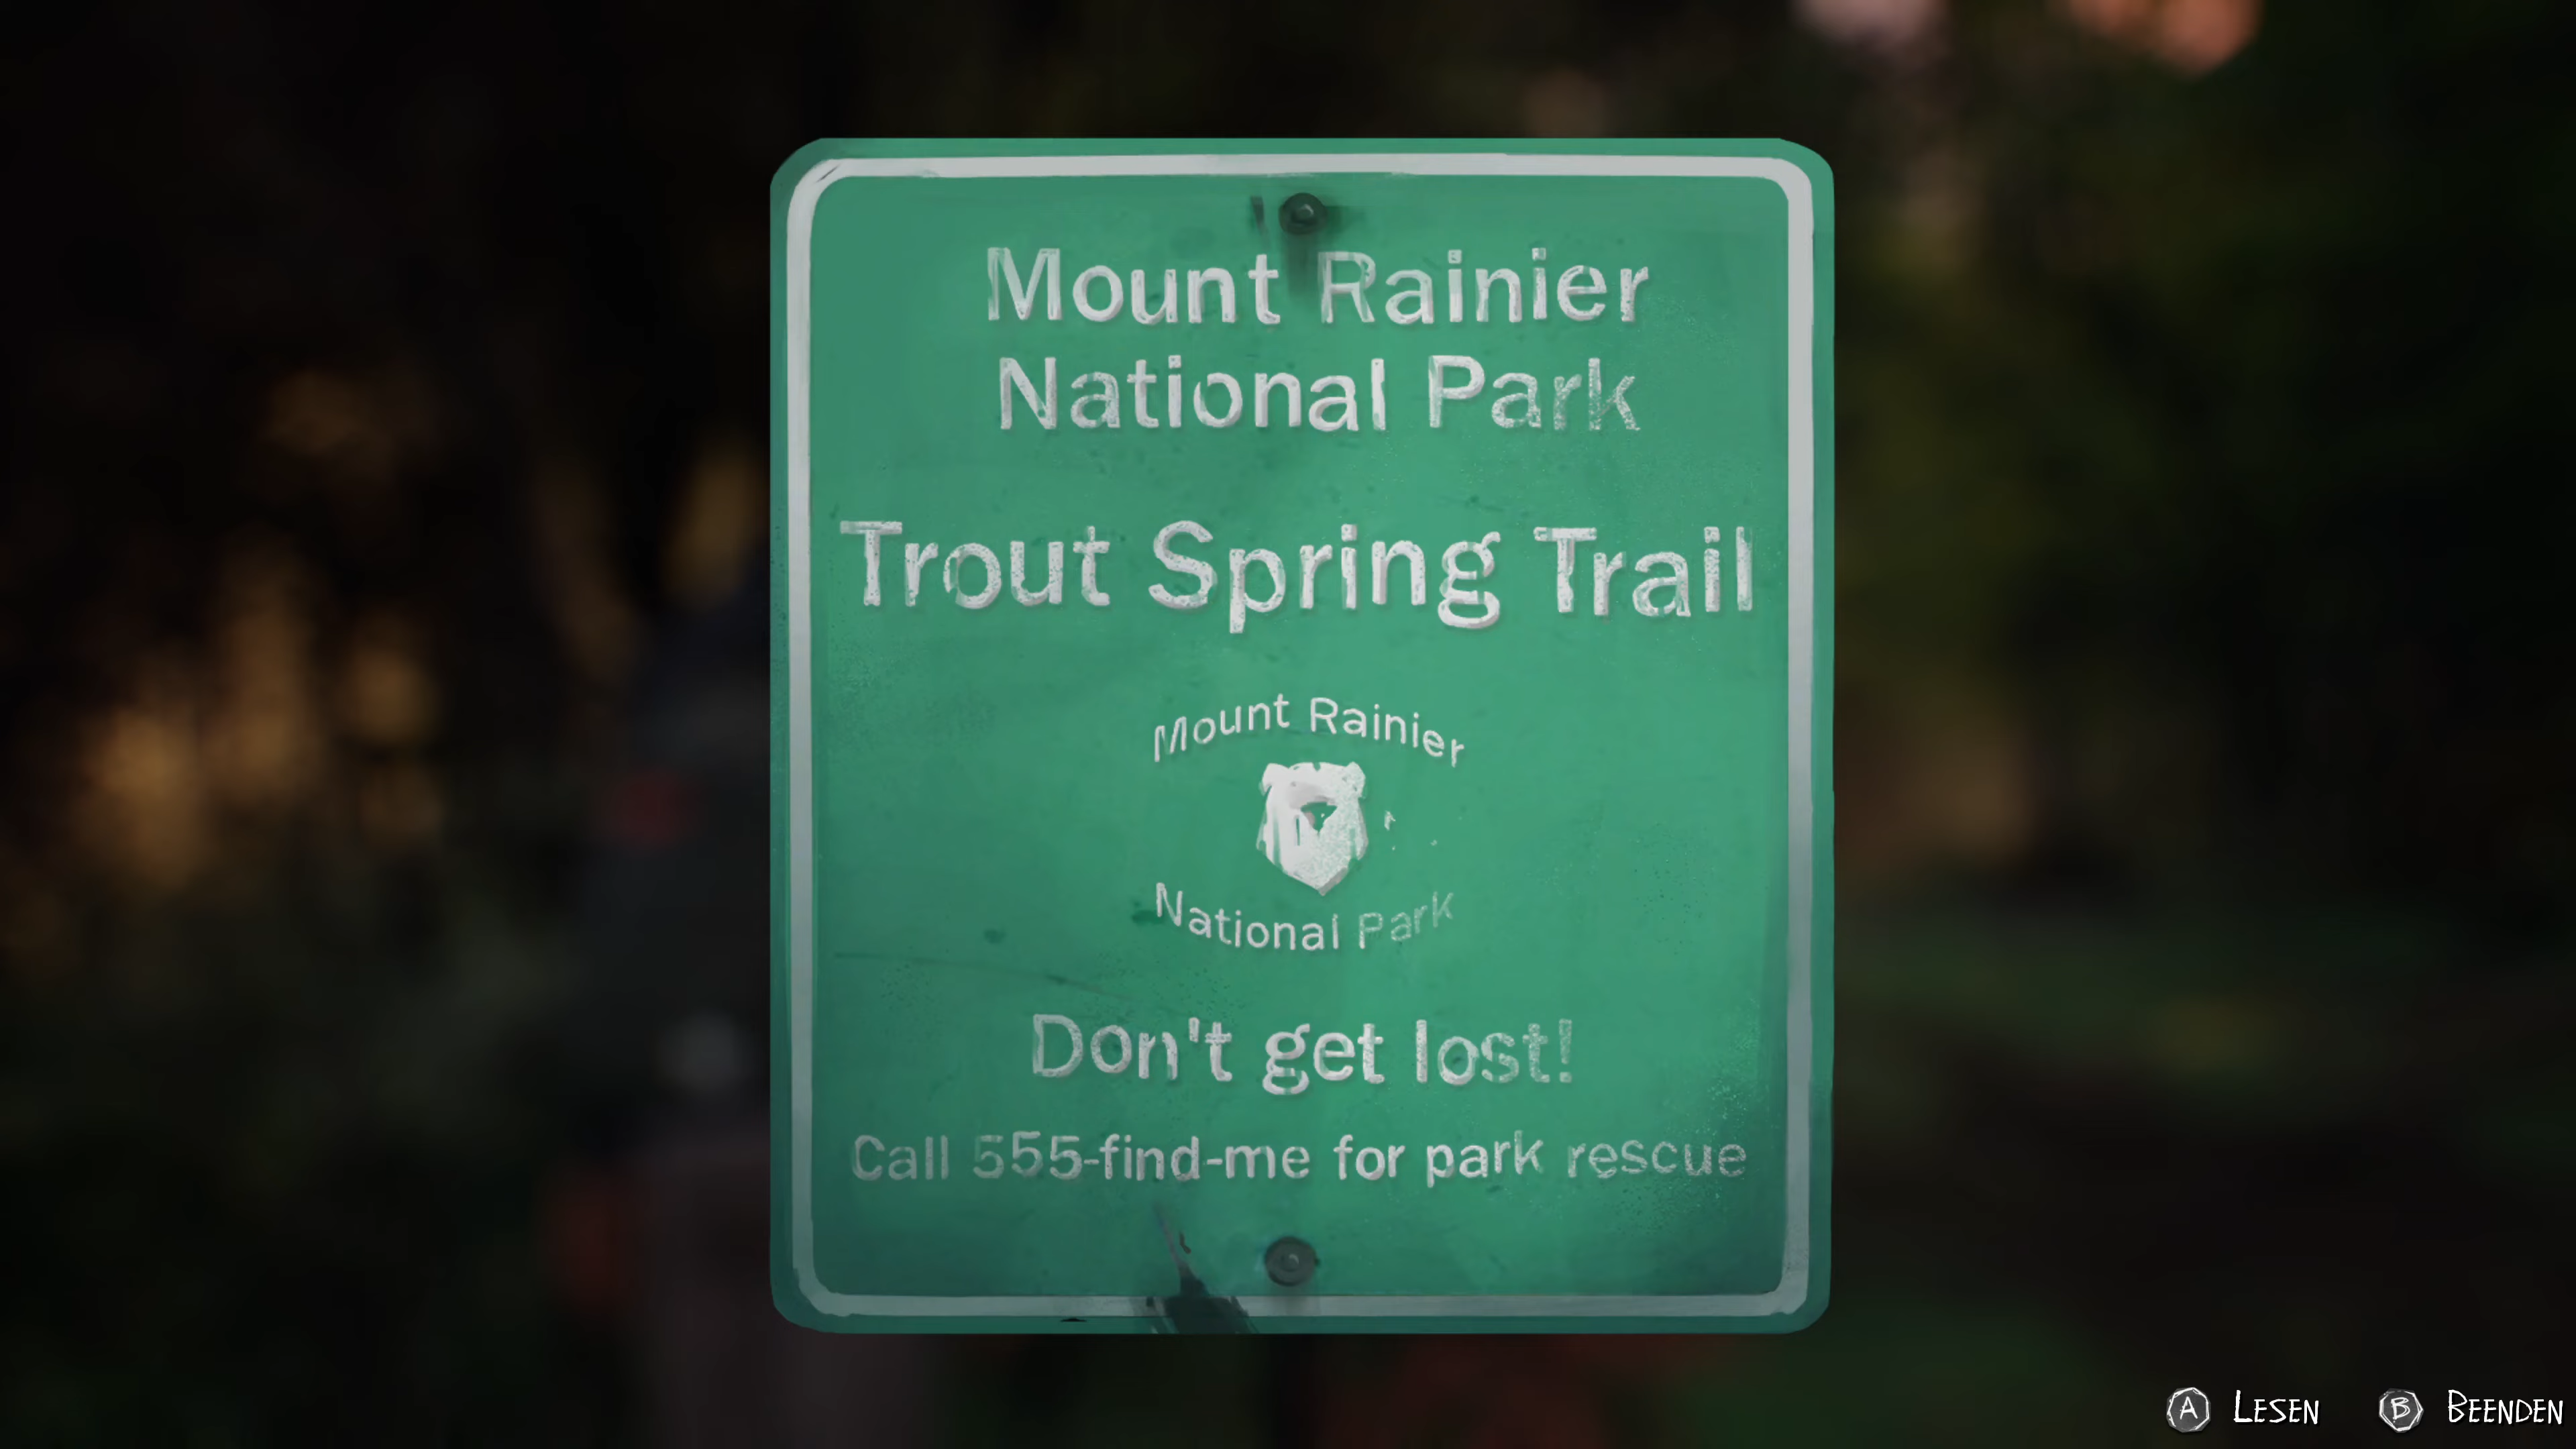 Mount Rainier
National Park
Trout Spring Trail
Mount Rainier
National Park
Don't get lost!
Call 555-find-me for park rescue
A LESEN B BEENDEN